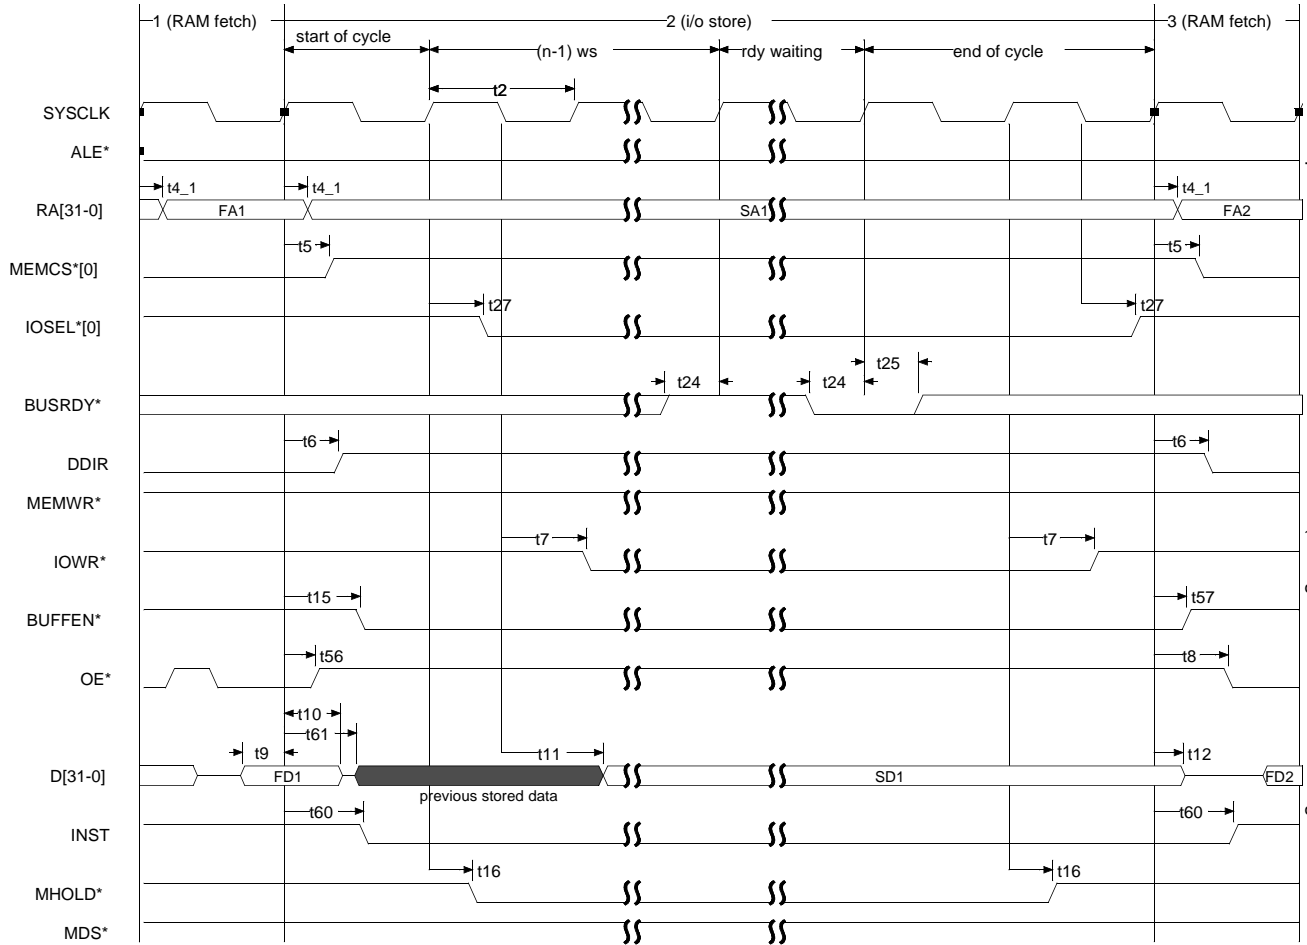 1 (RAM fetch) 2 (i/o store) 3 (RAM fetch)
start of cycle (n-1) ws rdy waiting end of cycle
t2
SYSCLK
ALE*
t4_1 t4_1 t4_1
RA[31-0] FA1 SA1 FA2
t5 t5
MEMCS*[0]
t27 t27
IOSEL*[0]
t25
t24 t24
BUSRDY*
t6 t6
DDIR
MEMWR*
t7 t7
IOWR*
t15 t57
BUFFEN*
t56 t8
OE*
t10
t61
t9 t11 t12
D[31-0] FD1 SD1 FD2
previous stored data
t60 t60
INST
t16 t16
MHOLD*
MDS*